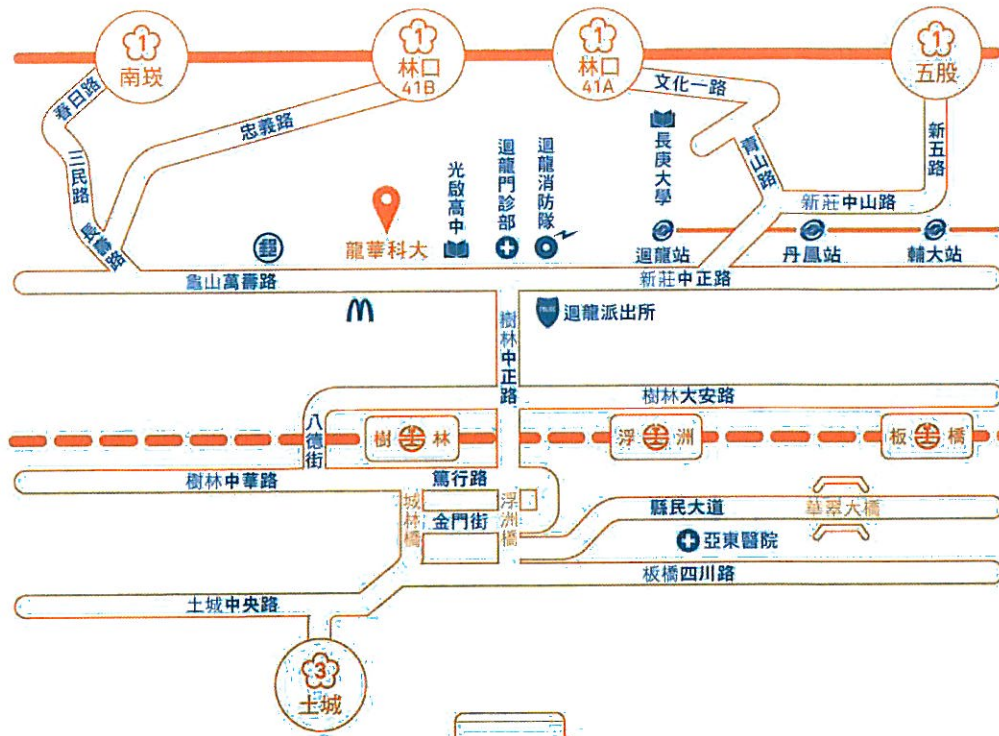 1
南崁
1
林口
41B
1
林口
41A
1
五股
春日路
三民路
長壽路
忠義路
文化一路
青山路
新五路
新莊中山路
光啟高中
迴龍門診部
迴龍消防隊
長庚大學
郵
龍華科大
迴龍站
丹鳳站
輔大站
龜山萬壽路
新莊中正路
迴龍派出所
樹林中正路
樹林大安路
八德街
樹林
浮洲
板橋
樹林中華路
篤行路
城林橋
金門街
浮洲橋
縣民大道
華翠大橋
亞東醫院
板橋四川路
土城中央路
3
土城